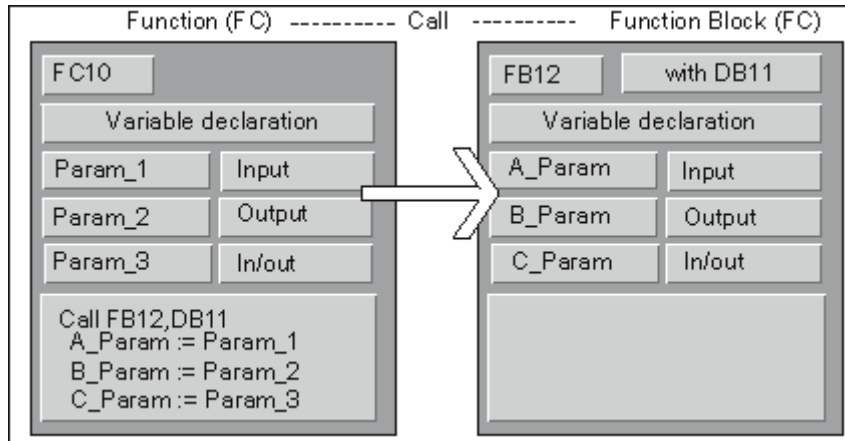 Function (FC) ---------- Call ---------- Function Block (FC)
FC10
Variable declaration
Param_1 Input
Param_2 Output
Param_3 In/out
Call FB12,DB11
A_Param := Param_1
B_Param := Param_2
C_Param := Param_3
FB12 with DB11
Variable declaration
A_Param Input
B_Param Output
C_Param In/out